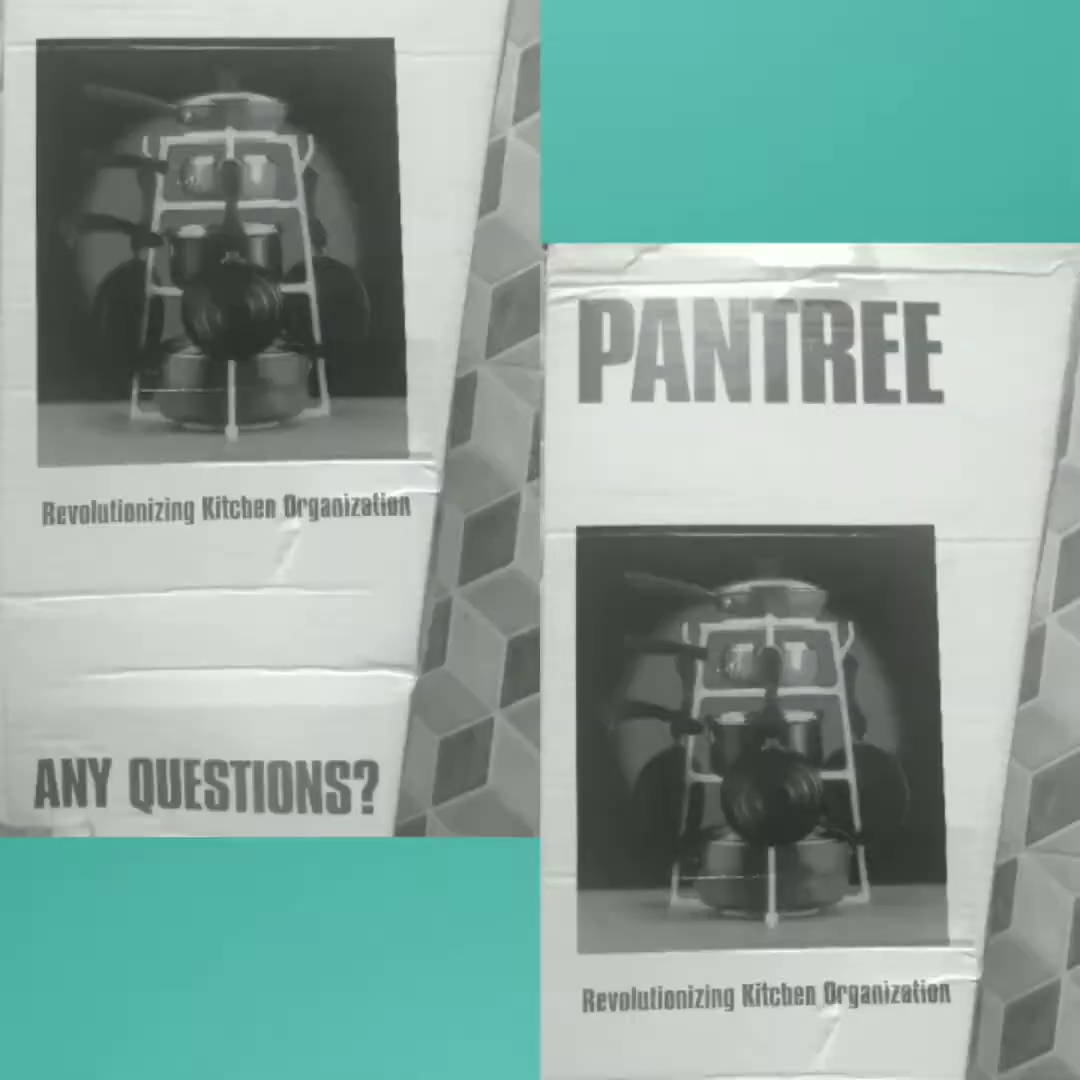 Revolutionizing Kitchen Organization
ANY QUESTIONS?
PANTREE
Revolutionizing Kitchen Organization